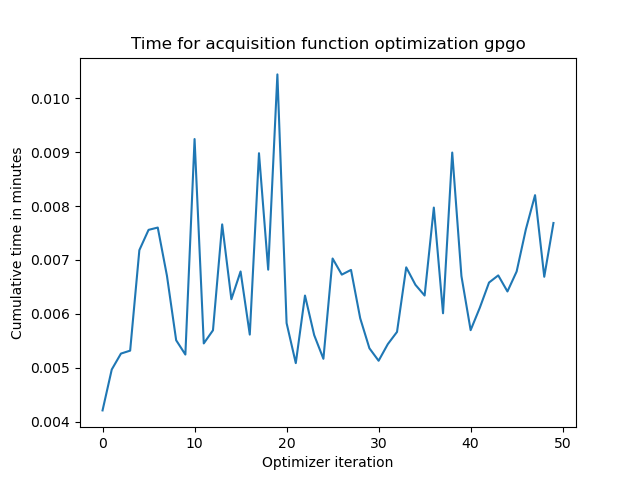 Time for acquisition function optimization gpgo
Cumulative time in minutes
0.010
0.009
0.008
0.007
0.006
0.005
0.004
0 10 20 30 40 50
Optimizer iteration